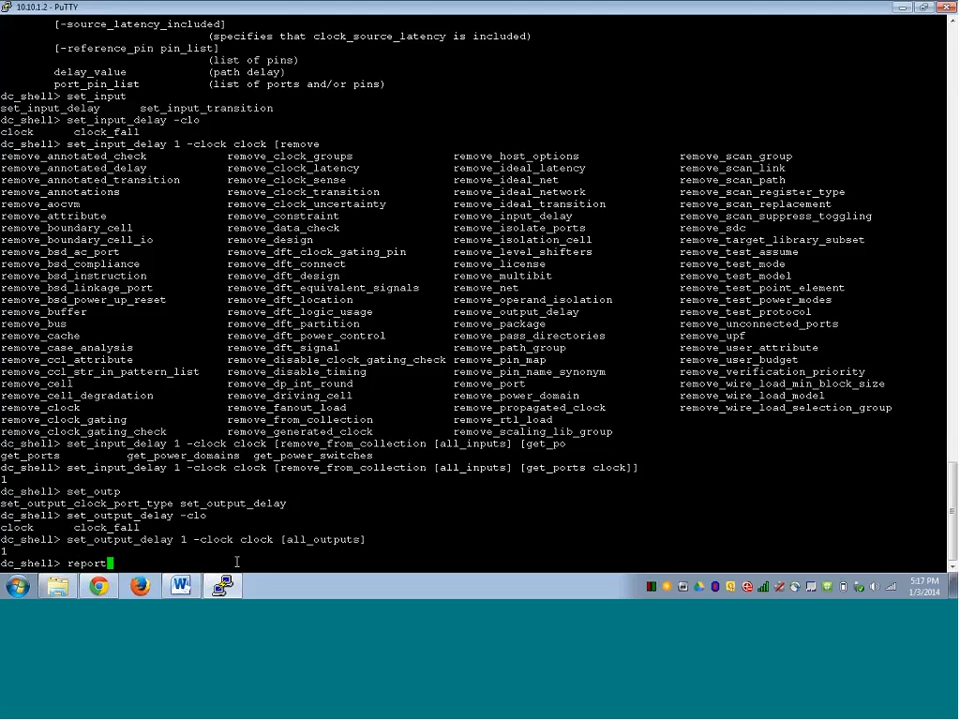 10.10.1.2 - PuTTY
[-source_latency_included]
(specifies that clock_source_latency is included)
[-reference_pin pin_list]
(list of pins)
delay_value (path delay)
port_pin_list (list of ports and/or pins)
dc_shell> set_input
set_input_delay set_input_transition
dc_shell> set_input_delay -clo
clock clock_fall
dc_shell> set_input_delay 1 -clock clock [remove
remove_annotated_check remove_clock_groups remove_host_options remove_scan_group
remove_annotated_delay remove_clock_latency remove_ideal_latency remove_scan_link
remove_annotated_transition remove_clock_sense remove_ideal_net remove_scan_path
remove_annotations remove_clock_transition remove_ideal_network remove_scan_register_type
remove_aocvm remove_clock_uncertainty remove_ideal_transition remove_scan_replacement
remove_attribute remove_constraint remove_input_delay remove_scan_suppress_toggling
remove_boundary_cell remove_data_check remove_isolate_ports remove_sdc
remove_boundary_cell_io remove_design remove_isolation_cell remove_target_library_subset
remove_bsd_ac_port remove_dft_clock_gating_pin remove_level_shifters remove_test_assume
remove_bsd_compliance remove_dft_connect remove_license remove_test_mode
remove_bsd_instruction remove_dft_design remove_multibit remove_test_model
remove_bsd_linkage_port remove_dft_equivalent_signals remove_net remove_test_point_element
remove_bsd_power_up_reset remove_dft_location remove_operand_isolation remove_test_power_modes
remove_buffer remove_dft_logic_usage remove_output_delay remove_test_protocol
remove_bus remove_dft_partition remove_package remove_unconnected_ports
remove_cache remove_dft_power_control remove_pass_directories remove_upf
remove_case_analysis remove_dft_signal remove_path_group remove_user_attribute
remove_ccl_attribute remove_disable_clock_gating_check remove_pin_map remove_user_budget
remove_ccl_str_in_pattern_list remove_disable_timing remove_pin_name_synonym remove_verification_priority
remove_cell remove_dp_int_round remove_port remove_wire_load_min_block_size
remove_cell_degradation remove_driving_cell remove_power_domain remove_wire_load_model
remove_clock remove_fanout_load remove_propagated_clock remove_wire_load_selection_group
remove_clock_gating remove_from_collection remove_rtl_load
remove_clock_gating_check remove_generated_clock remove_scaling_lib_group
dc_shell> set_input_delay 1 -clock clock [remove_from_collection [all_inputs] [get_po
get_ports get_power_domains get_power_switches
dc_shell> set_input_delay 1 -clock clock [remove_from_collection [all_inputs] [get_ports clock]]
1
dc_shell> set_outp
set_output_clock_port_type set_output_delay
dc_shell> set_output_delay -clo
clock clock_fall
dc_shell> set_output_delay 1 -clock clock [all_outputs]
1
dc_shell> report
5:17 PM
1/3/2014